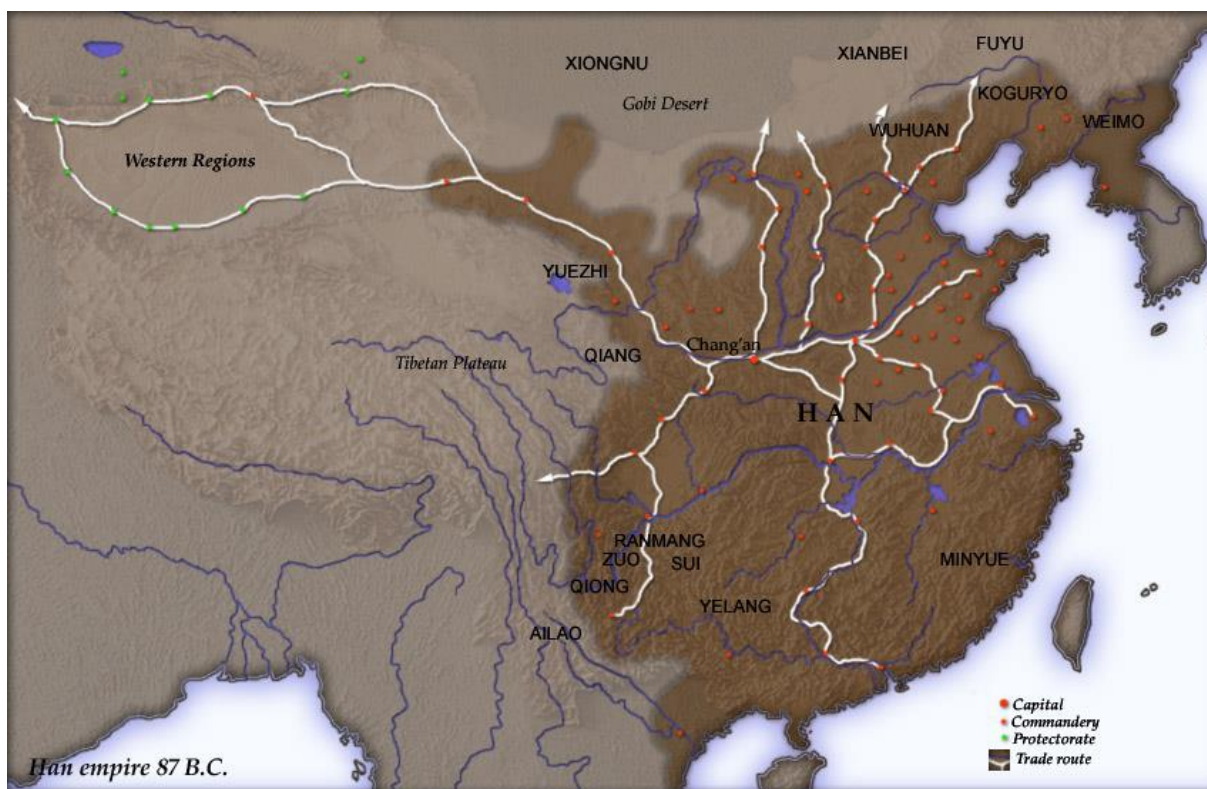 XIONGNU
XIANBEI
FUYU
Gobi Desert
KOGURYO
WEIMO
WUHUAN
Western Regions
YUEZHI
Chang'an
QIANG
Tibetan Plateau
HAN
RANMANG
ZUO
SUI
QIONG
MINYUE
YELANG
AILAO
Capital
Commandery
Protectorate
Trade route
Han empire 87 B.C.